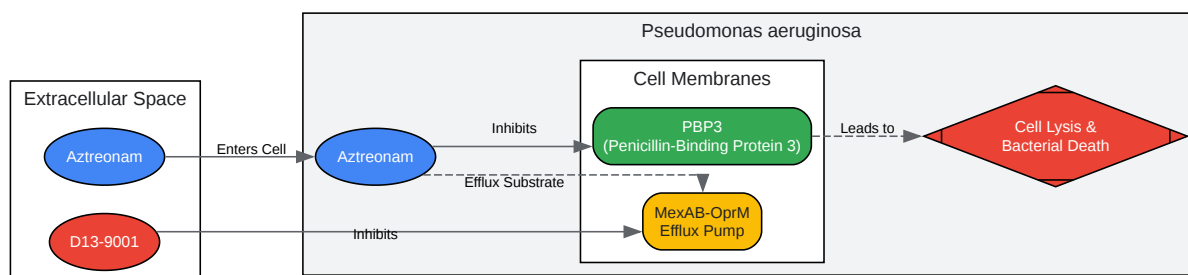 Pseudomonas aeruginosa
Extracellular Space
Cell Membranes
Aztreonam
Enters Cell
Aztreonam
Inhibits
PBP3
(Penicillin-Binding Protein 3)
Leads to
Cell Lysis &
Bacterial Death
Efflux Substrate
D13-9001
Inhibits
MexAB-OprM
Efflux Pump